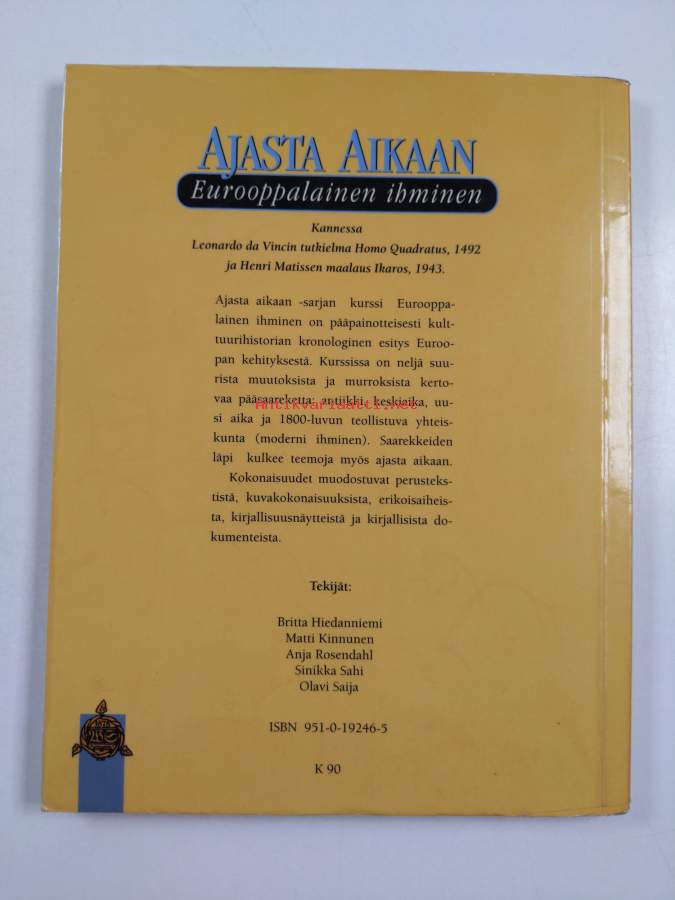 AJASTA AIKAAN
Eurooppalainen ihminen
Kannessa
Leonardo da Vincin tutkielma Homo Quadratus, 1492
ja Henri Matissen maalaus Ikaros, 1943.
Ajasta aikaan -sarjan kurssi Eurooppa-
lainen ihminen on pääpainotteisesti kult-
tuurihistorian kronologinen esitys Euroo-
pan kehityksestä. Kurssissa on neljä suu-
rista muutoksista ja murroksista kerto-
vaa pääsaareketta: antiikki, keskiaika, uu-
Antikvariaatti.net
si aika ja 1800-luvun teollistuva yhteis-
kunta (moderni ihminen). Saarekkeiden
läpi kulkee teemoja myös ajasta aikaan.
Kokonaisuudet muodostuvat perusteks-
tistä, kuvakokonaisuuksista, erikoisaiheis-
ta, kirjallisuusnäytteistä ja kirjallisista do-
kumenteista.
Tekijät:
Britta Hiedanniemi
Matti Kinnunen
Anja Rosendahl
Sinikka Sahi
Olavi Saija
ISBN 951-0-19246-5
K 90